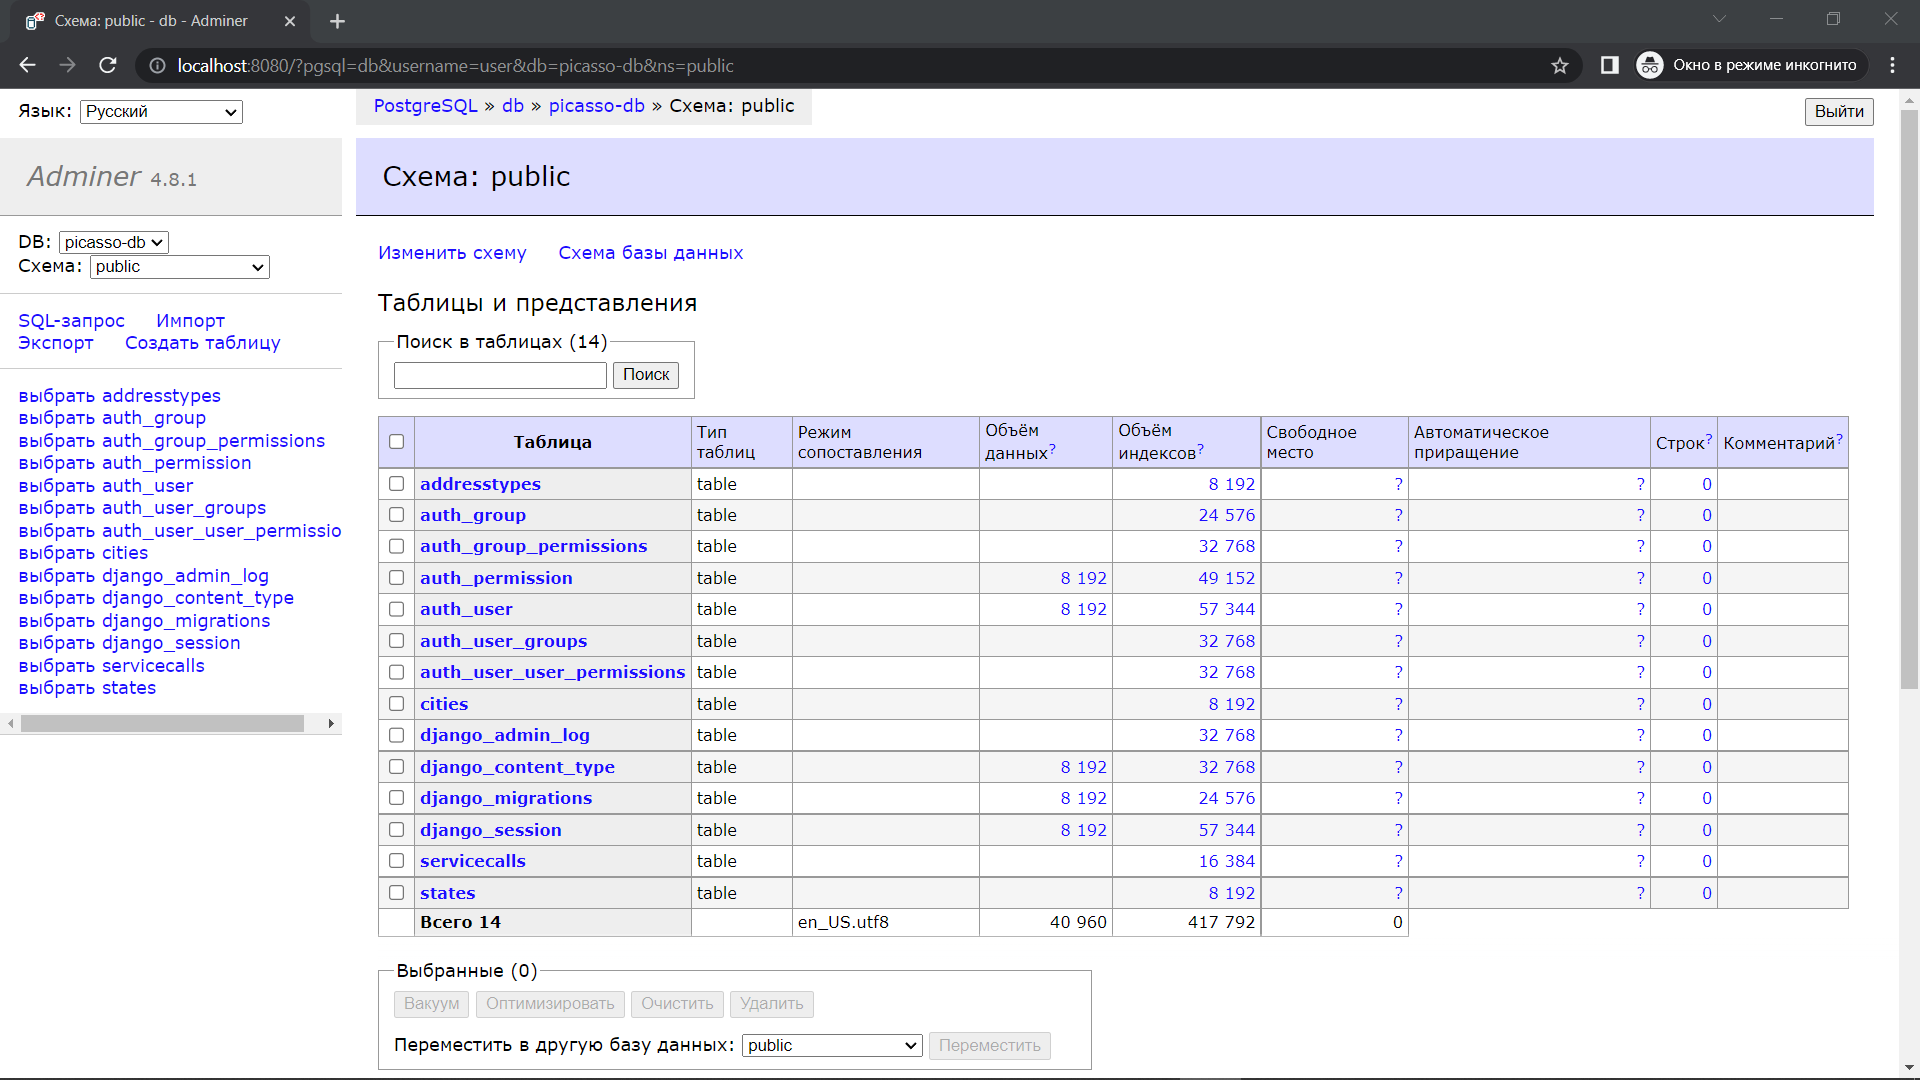 Схема: public - db - Adminer
localhost:8080/?pgsql=db&username=user&db=picasso-db&ns=public
Окно в режиме инкогнито
Язык: Русский
PostgreSQL » db » picasso-db » Схема: public
Выйти
Adminer 4.8.1
Схема: public
DB: picasso-db
Схема: public
SQL-запрос Импорт
Экспорт Создать таблицу
выбрать addresstypes
выбрать auth_group
выбрать auth_group_permissions
выбрать auth_permission
выбрать auth_user
выбрать auth_user_groups
выбрать auth_user_user_permissio
выбрать cities
выбрать django_admin_log
выбрать django_content_type
выбрать django_migrations
выбрать django_session
выбрать servicecalls
выбрать states
Изменить схему Схема базы данных
Таблицы и представления
Поиск в таблицах (14)
Поиск
Таблица Тип таблиц Режим сопоставления Объём данных? Объём индексов? Свободное место Автоматическое приращение Строк? Комментарий?
addresstypes table 8 192 ? ? 0
auth_group table 24 576 ? ? 0
auth_group_permissions table 32 768 ? ? 0
auth_permission table 8 192 49 152 ? ? 0
auth_user table 8 192 57 344 ? ? 0
auth_user_groups table 32 768 ? ? 0
auth_user_user_permissions table 32 768 ? ? 0
cities table 8 192 ? ? 0
django_admin_log table 32 768 ? ? 0
django_content_type table 8 192 32 768 ? ? 0
django_migrations table 8 192 24 576 ? ? 0
django_session table 8 192 57 344 ? ? 0
servicecalls table 16 384 ? ? 0
states table 8 192 ? ? 0
Всего 14 en_US.utf8 40 960 417 792 0
Выбранные (0)
Вакуум Оптимизировать Очистить Удалить
Переместить в другую базу данных: public Переместить